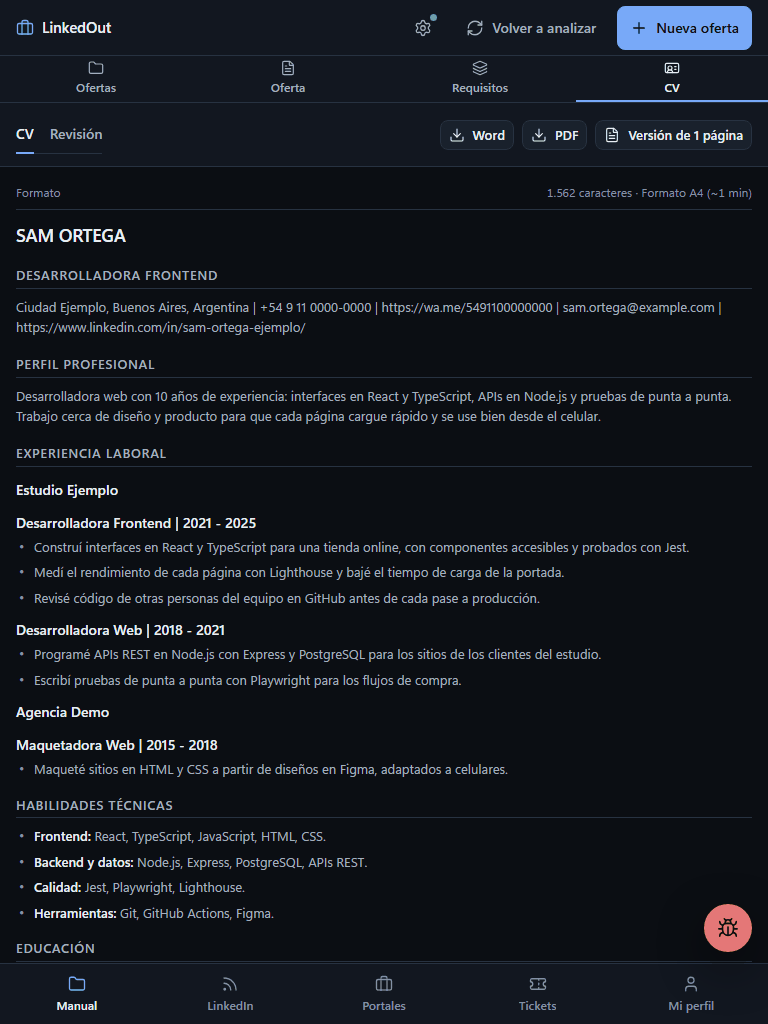 LinkedOut
Volver a analizar
Nueva oferta
Ofertas
Oferta
Requisitos
CV
CV
Revisión
Word
PDF
Versión de 1 página
Formato
1.562 caracteres · Formato A4 (~1 min)
SAM ORTEGA
DESARROLLADORA FRONTEND
Ciudad Ejemplo, Buenos Aires, Argentina | +54 9 11 0000-0000 | https://wa.me/5491100000000 | sam.ortega@example.com |
https://www.linkedin.com/in/sam-ortega-ejemplo/
PERFIL PROFESIONAL
Desarrolladora web con 10 años de experiencia: interfaces en React y TypeScript, APIs en Node.js y pruebas de punta a punta.
Trabajo cerca de diseño y producto para que cada página cargue rápido y se use bien desde el celular.
EXPERIENCIA LABORAL
Estudio Ejemplo
Desarrolladora Frontend | 2021 - 2025
• Construí interfaces en React y TypeScript para una tienda online, con componentes accesibles y probados con Jest.
• Medí el rendimiento de cada página con Lighthouse y bajé el tiempo de carga de la portada.
• Revisé código de otras personas del equipo en GitHub antes de cada pase a producción.
Desarrolladora Web | 2018 - 2021
• Programé APIs REST en Node.js con Express y PostgreSQL para los sitios de los clientes del estudio.
• Escribí pruebas de punta a punta con Playwright para los flujos de compra.
Agencia Demo
Maquetadora Web | 2015 - 2018
• Maqueté sitios en HTML y CSS a partir de diseños en Figma, adaptados a celulares.
HABILIDADES TÉCNICAS
• Frontend: React, TypeScript, JavaScript, HTML, CSS.
• Backend y datos: Node.js, Express, PostgreSQL, APIs REST.
• Calidad: Jest, Playwright, Lighthouse.
• Herramientas: Git, GitHub Actions, Figma.
EDUCACIÓN
Manual
LinkedIn
Portales
Tickets
Mi perfil